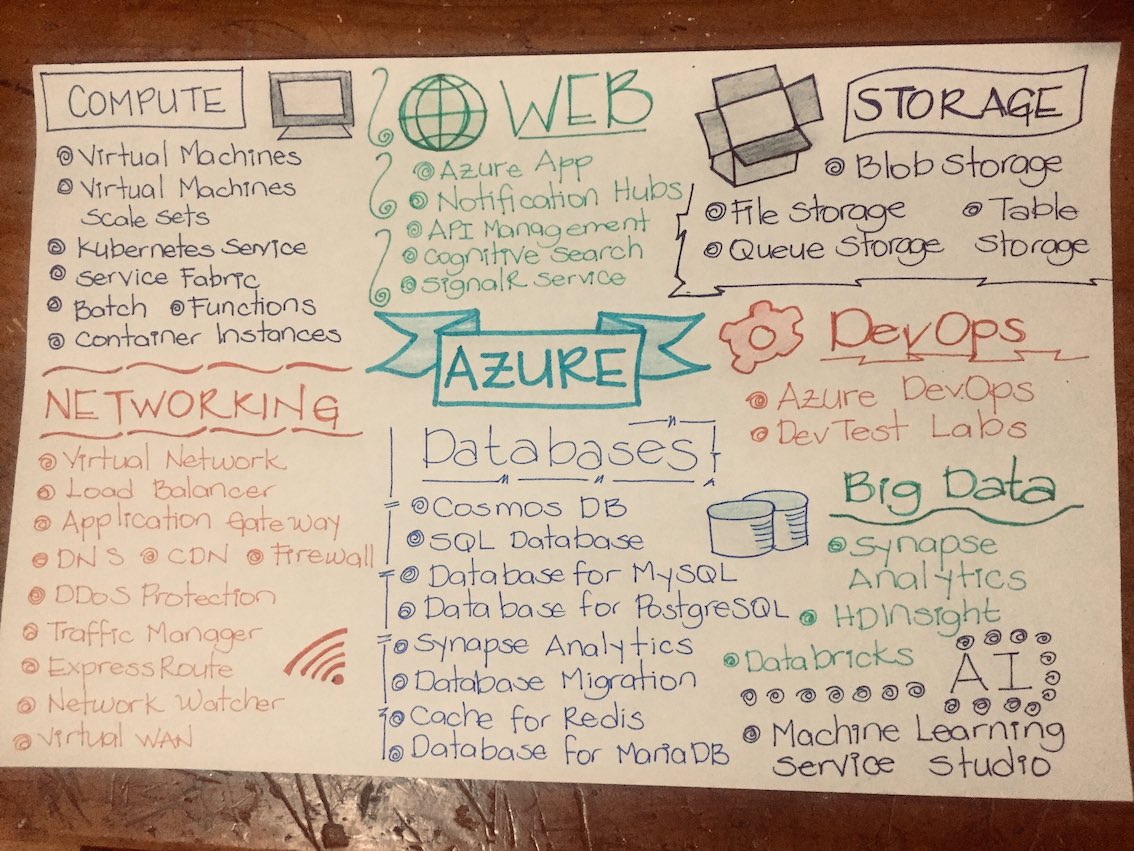 COMPUTE
Virtual Machines
Virtual Machines
Scale Sets
Kubernetes Service
Service Fabric
Batch Functions
Container Instances
WEB
Azure App
Notification Hubs
API Management
Cognitive Search
SignalR Service
STORAGE
Blob Storage
File Storage
Table
Queue Storage
Storage
AZURE
NETWORKING
Virtual Network
Load Balancer
Application Gateway
DNS CDN Firewall
DDoS Protection
Traffic Manager
ExpressRoute
Network Watcher
Virtual WAN
Databases
Cosmos DB
SQL Database
Database for MySQL
Database for PostgreSQL
Synapse Analytics
Database Migration
Cache for Redis
Database for MariaDB
DevOps
Azure DevOps
DevTest Labs
Big Data
Synapse
Analytics
HDInsight
Databricks
AI
Machine Learning
Service Studio